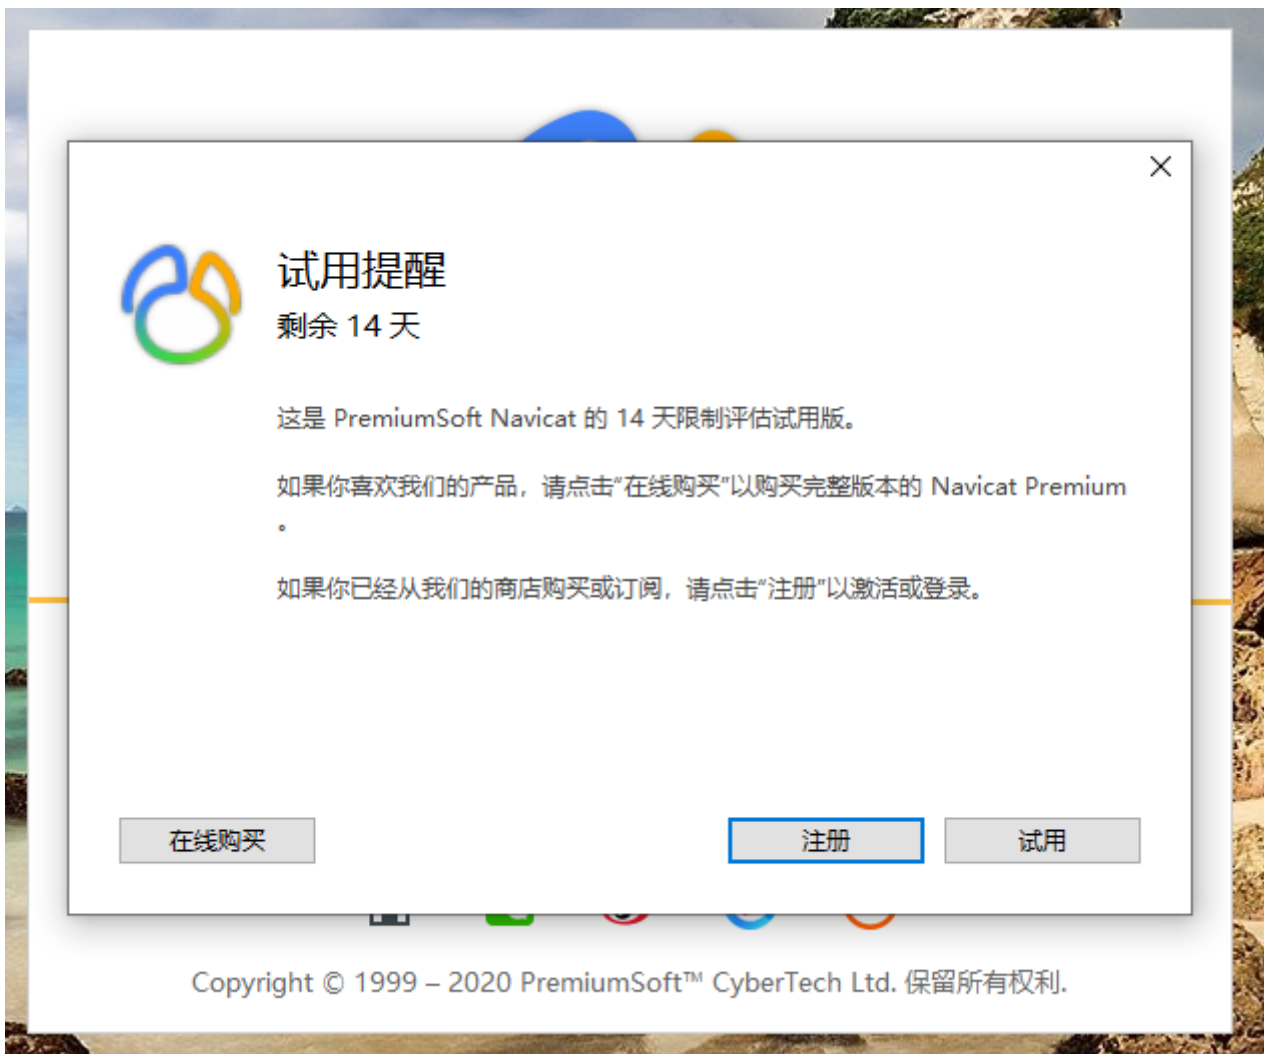 试用提醒
剩余 14 天
这是 PremiumSoft Navicat 的 14 天限制评估试用版。
如果你喜欢我们的产品，请点击“在线购买”以购买完整版本的 Navicat Premium
。
如果你已经从我们的商店购买或订阅，请点击“注册”以激活或登录。
在线购买
注册
试用
Copyright © 1999 – 2020 PremiumSoft™ CyberTech Ltd. 保留所有权利.